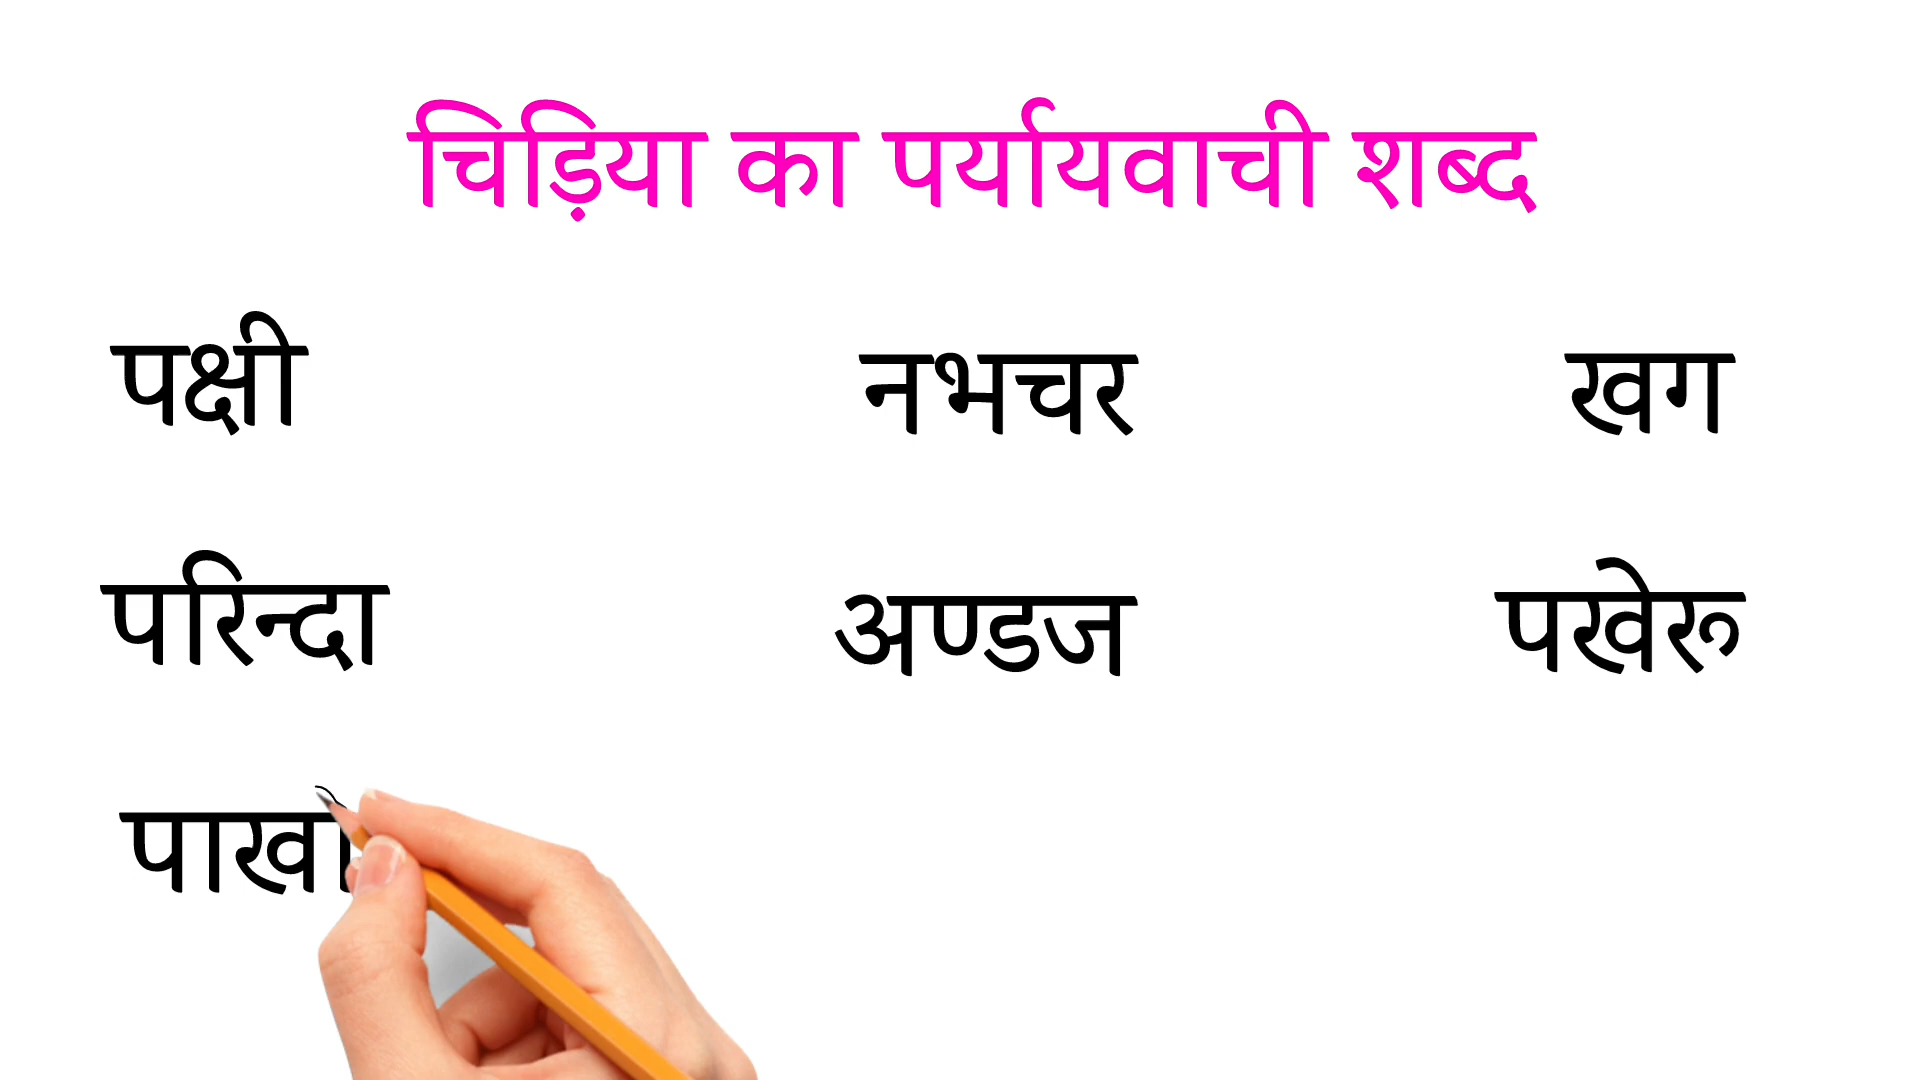 चिड़िया का पर्यायवाची शब्द
पक्षी नभचर खग
परिन्दा अण्डज पखेरू